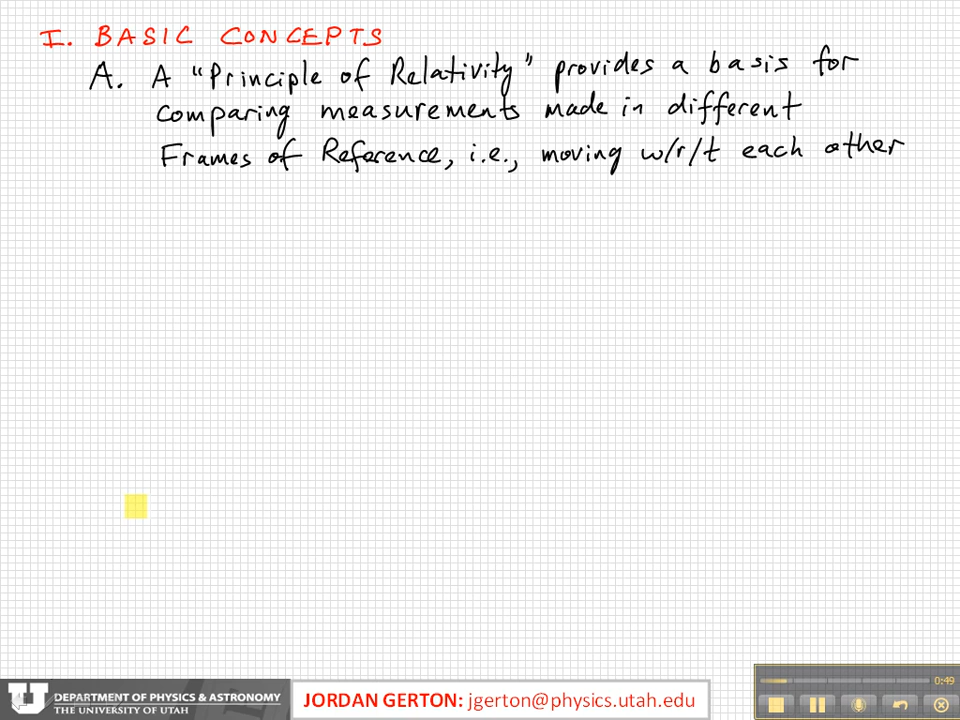 I. BASIC CONCEPTS
A. A "Principle of Relativity" provides a basis for
comparing measurements made in different
Frames of Reference, i.e., moving w/r/t each other
U DEPARTMENT OF PHYSICS & ASTRONOMY
THE UNIVERSITY OF UTAH
JORDAN GERTON: jgerton@physics.utah.edu
0:49